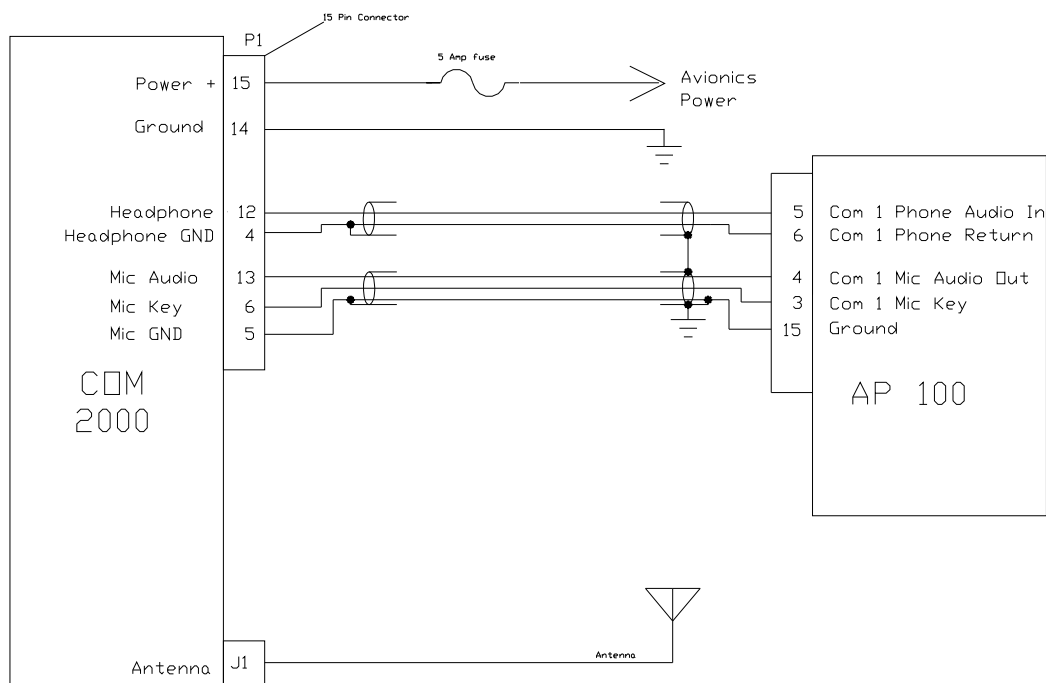 15 Pin Connector
P1
5 Amp fuse
Power + 15
Avionics
Power
Ground 14
Headphone 12
Headphone GND 4
Mic Audio 13
Mic Key 6
Mic GND 5
COM
2000
5 Com 1 Phone Audio In
6 Com 1 Phone Return
4 Com 1 Mic Audio Out
3 Com 1 Mic Key
15 Ground
AP 100
Antenna J1
Antenna